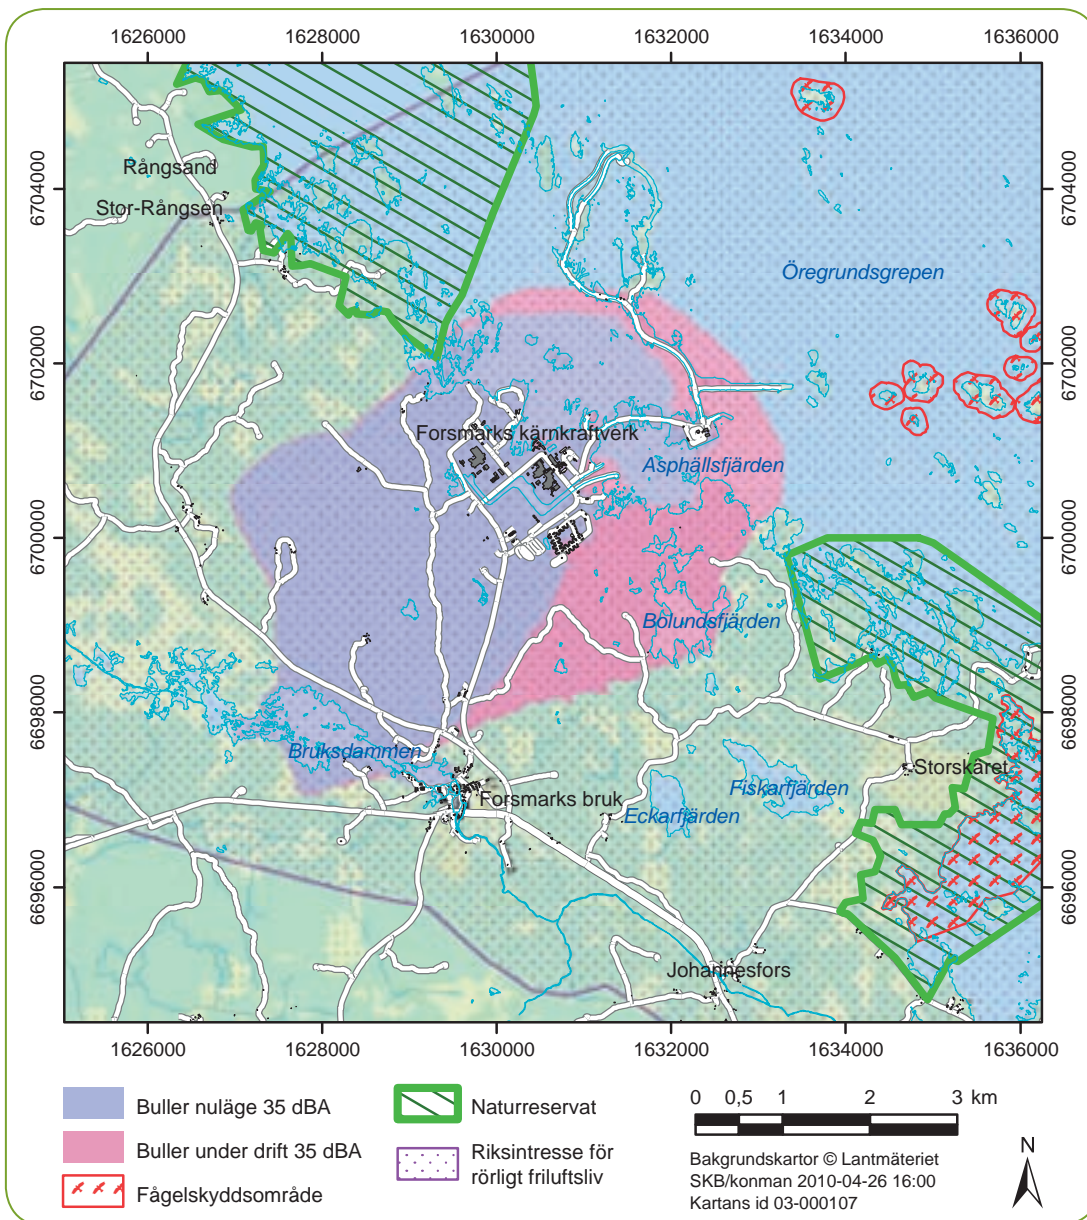 1626000 1628000 1630000 1632000 1634000 1636000
6704000 6704000
Rångsand
Stor-Rångsen
Öregrundsgrepen
6702000 6702000
Forsmarks kärnkraftverk
Asphällsfjärden
6700000 6700000
Bolundsfjärden
6698000 6698000
Bruksdammen
Storskäret
Fiskarfjärden
Forsmarks bruk
Eckarfjärden
6696000 6696000
Johannesfors
1626000 1628000 1630000 1632000 1634000 1636000
Buller nuläge 35 dBA
Buller under drift 35 dBA
Fågelskyddsområde
Naturreservat
Riksintresse för
rörligt friluftsliv
0 0,5 1 2 3 km
Bakgrundskartor © Lantmäteriet
SKB/konman 2010-04-26 16:00
Kartans id 03-000107
N